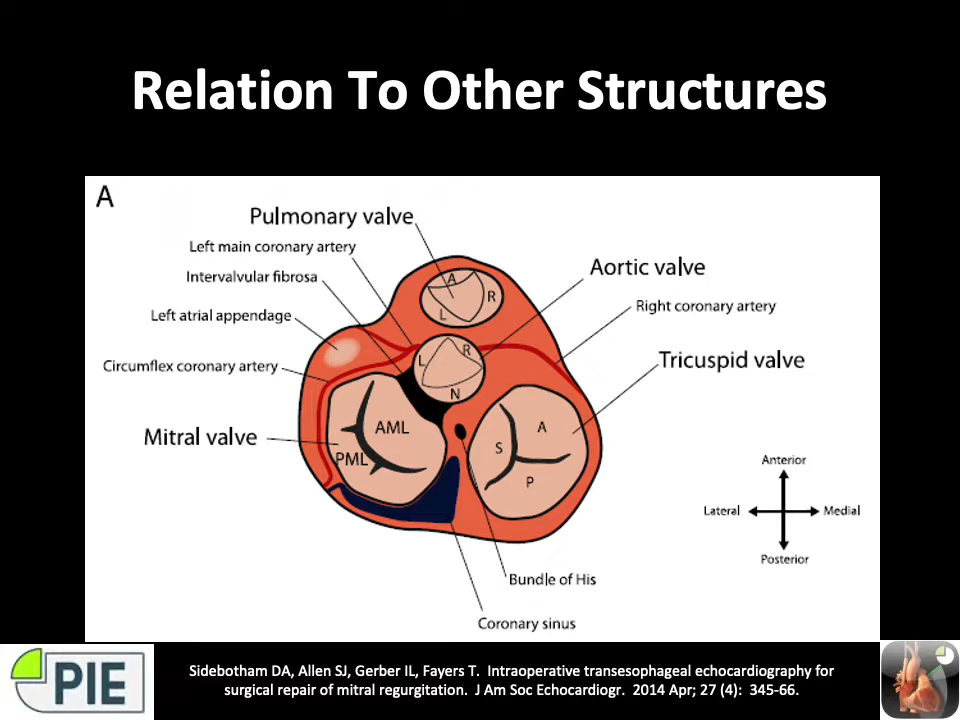 Relation To Other Structures
A
Pulmonary valve
Left main coronary artery
Intervalvular fibrosa
Aortic valve
Left atrial appendage
Right coronary artery
Circumflex coronary artery
Tricuspid valve
Mitral valve
A
R
L
L
R
N
AML
PML
S
A
P
Anterior
Lateral
Medial
Posterior
Bundle of His
Coronary sinus
PIE
Sidebotham DA, Allen SJ, Gerber IL, Fayers T. Intraoperative transesophageal echocardiography for
surgical repair of mitral regurgitation. J Am Soc Echocardiogr. 2014 Apr; 27 (4): 345-66.